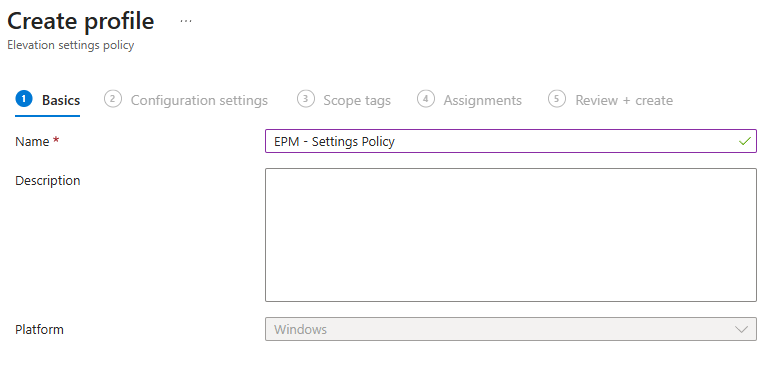 Create profile ...
Elevation settings policy
1 Basics 2 Configuration settings 3 Scope tags 4 Assignments 5 Review + create
Name * EPM - Settings Policy
Description
Platform Windows